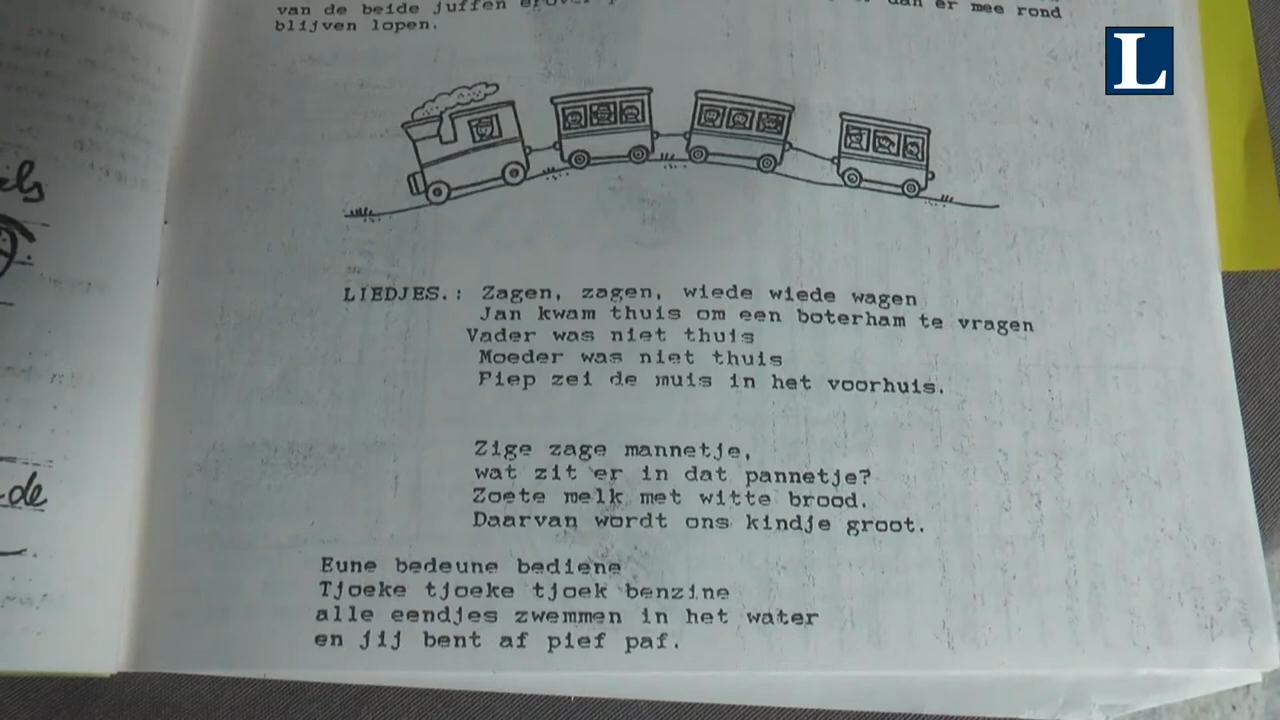 van de beide juffen
dan er mee rond
blijven lopen.
L
LIEDJES.: Zagen, zagen, wiede wiede wagen
Jan kwam thuis om een boterham te vragen
Vader was niet thuis
Moeder was niet thuis
Piep zei de muis in het voorhuis.
Zige zage mannetje,
wat zit er in dat pannetje?
Zoete melk met witte brood.
Daarvan wordt ons kindje groot.
Eune bedeune bediene
Tjoeke tjoeke tjoek benzine
alle eendjes zwemmen in het water
en jij bent af pief paf.